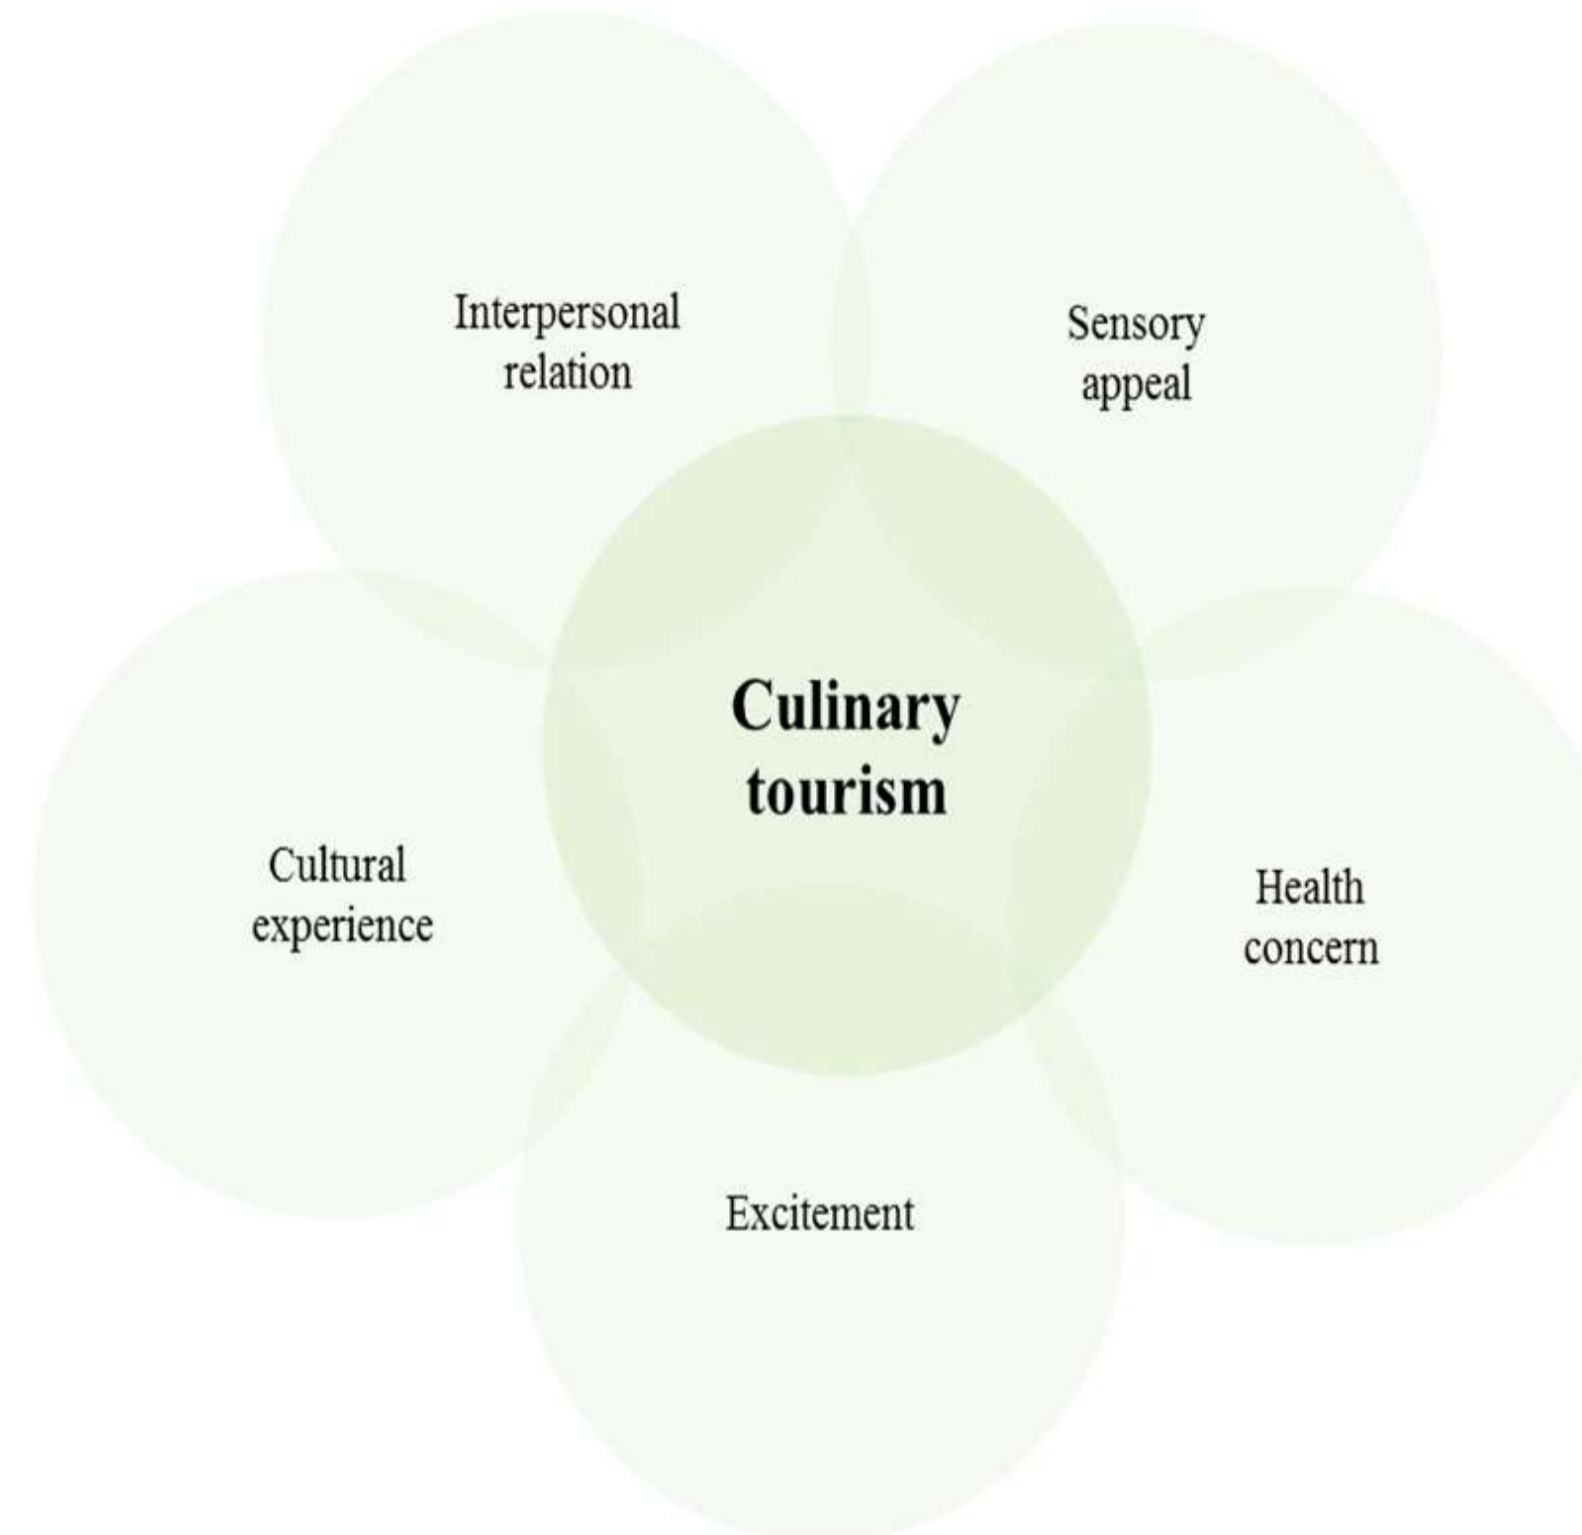 Interpersonal
relation
Sensory
appeal
Culinary
tourism
Cultural
experience
Health
concern
Excitement